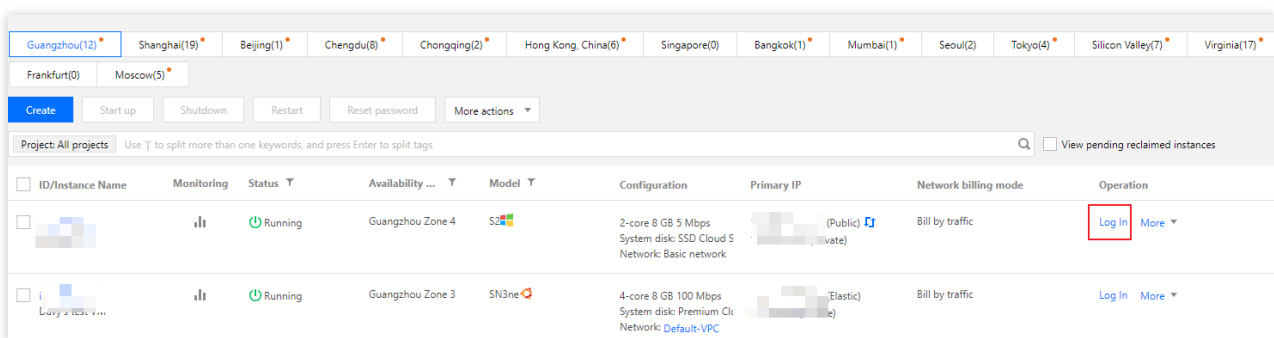 Guangzhou(12) Shanghai(19) Beijing(1) Chengdu(8) Chongqing(2) Hong Kong, China(6) Singapore(0) Bangkok(1) Mumbai(1) Seoul(2) Tokyo(4) Silicon Valley(7) Virginia(17)
Frankfurt(0) Moscow(5)
Create Start up Shutdown Restart Reset password More actions
Project: All projects Use '|' to split more than one keywords, and press Enter to split tags View pending reclaimed instances
ID/Instance Name Monitoring Status Availability ... Model Configuration Primary IP Network billing mode Operation
Running Guangzhou Zone 4 S2 2-core 8 GB 5 Mbps (Public) Bill by traffic Log In More
System disk: SSD Cloud S
Network: Basic network
Running Guangzhou Zone 3 SN3ne 4-core 8 GB 100 Mbps (Elastic) Bill by traffic Log In More
System disk: Premium Clo
Network: Default-VPC